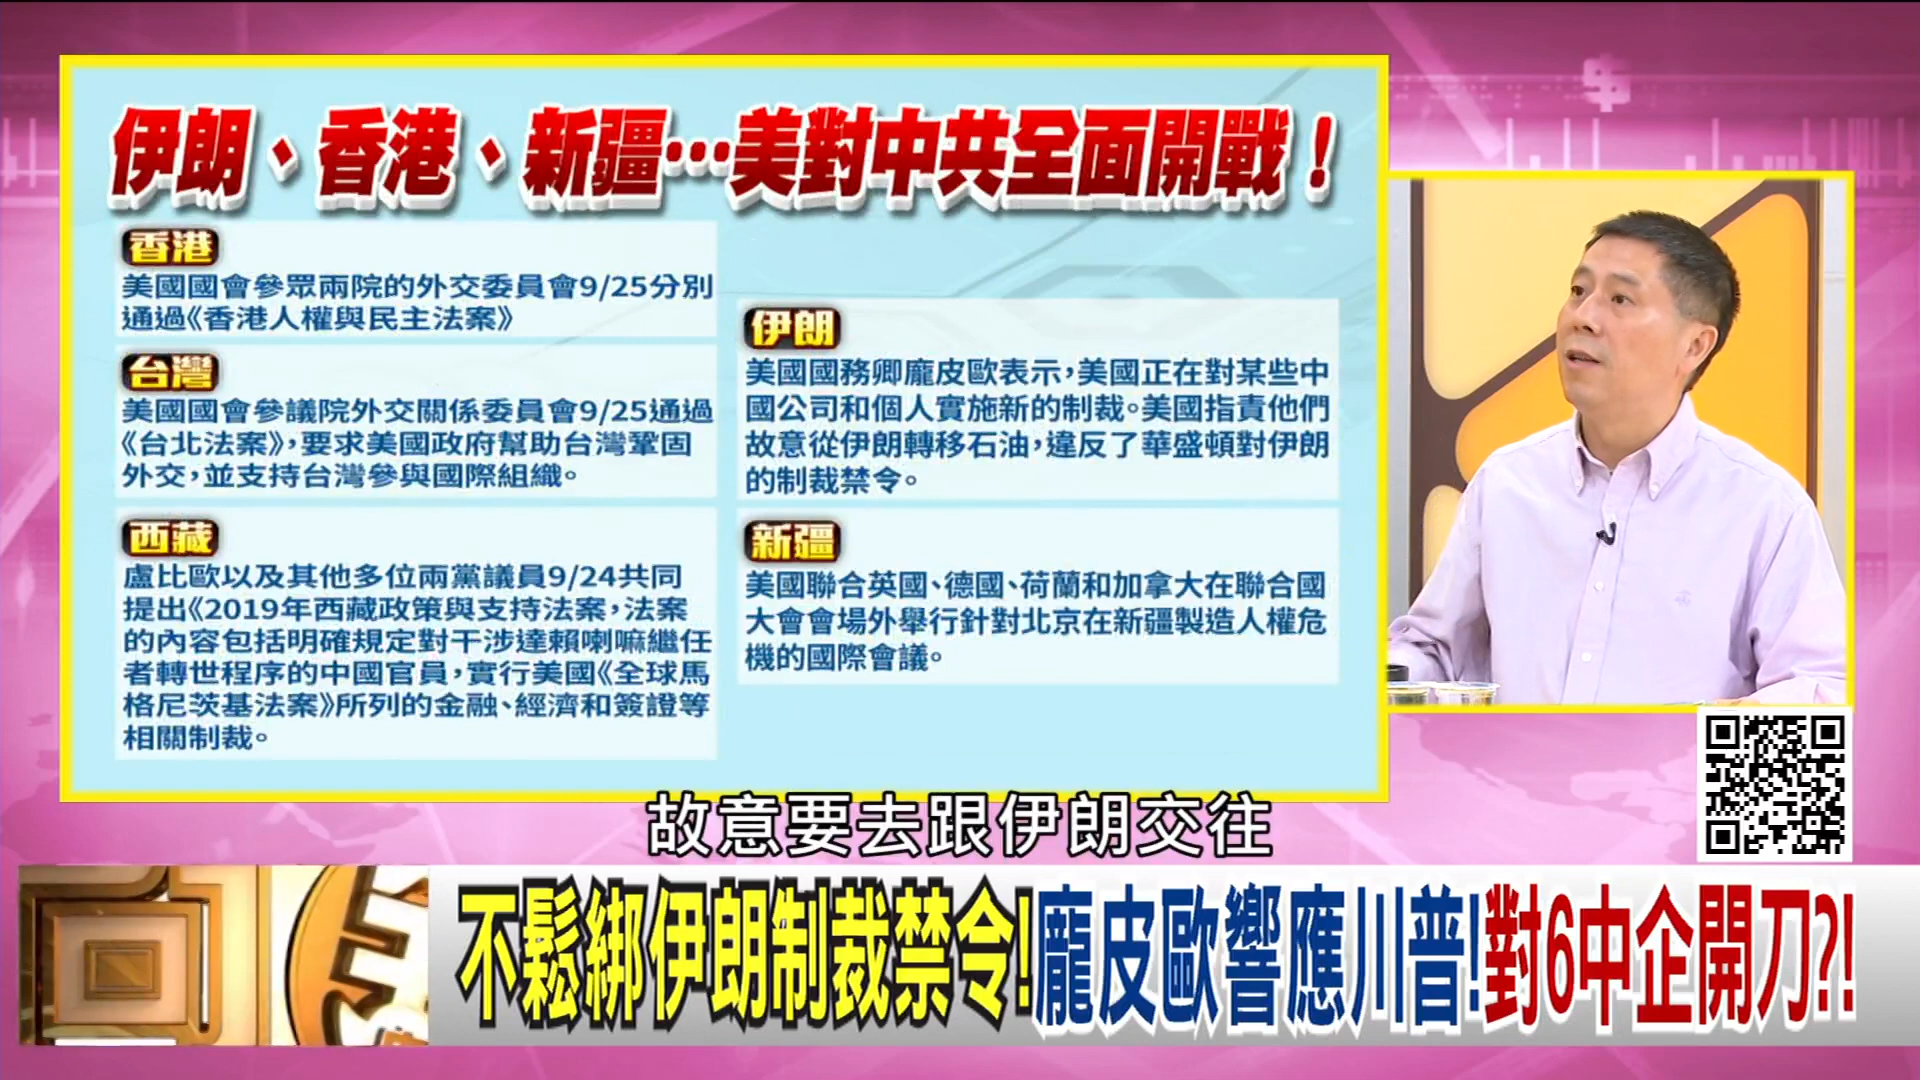 伊朗、香港、新疆…美對中共全面開戰！
香港
美國國會參眾兩院的外交委員會9/25分別
通過《香港人權與民主法案》
台灣
美國國會參議院外交關係委員會9/25通過
《台北法案》，要求美國政府幫助台灣鞏固
外交，並支持台灣參與國際組織。
西藏
盧比歐以及其他多位兩黨議員9/24共同
提出《2019年西藏政策與支持法案，法案
的內容包括明確規定對干涉達賴喇嘛繼任
者轉世程序的中國官員，實行美國《全球馬
格尼茨基法案》所列的金融、經濟和簽證等
相關制裁。
伊朗
美國國務卿龐皮歐表示，美國正在對某些中
國公司和個人實施新的制裁。美國指責他們
故意從伊朗轉移石油，違反了華盛頓對伊朗
的制裁禁令。
新疆
美國聯合英國、德國、荷蘭和加拿大在聯合國
大會會場外舉行針對北京在新疆製造人權危
機的國際會議。
故意要去跟伊朗交往
不鬆綁伊朗制裁禁令!龐皮歐響應川普!對6中企開刀?!